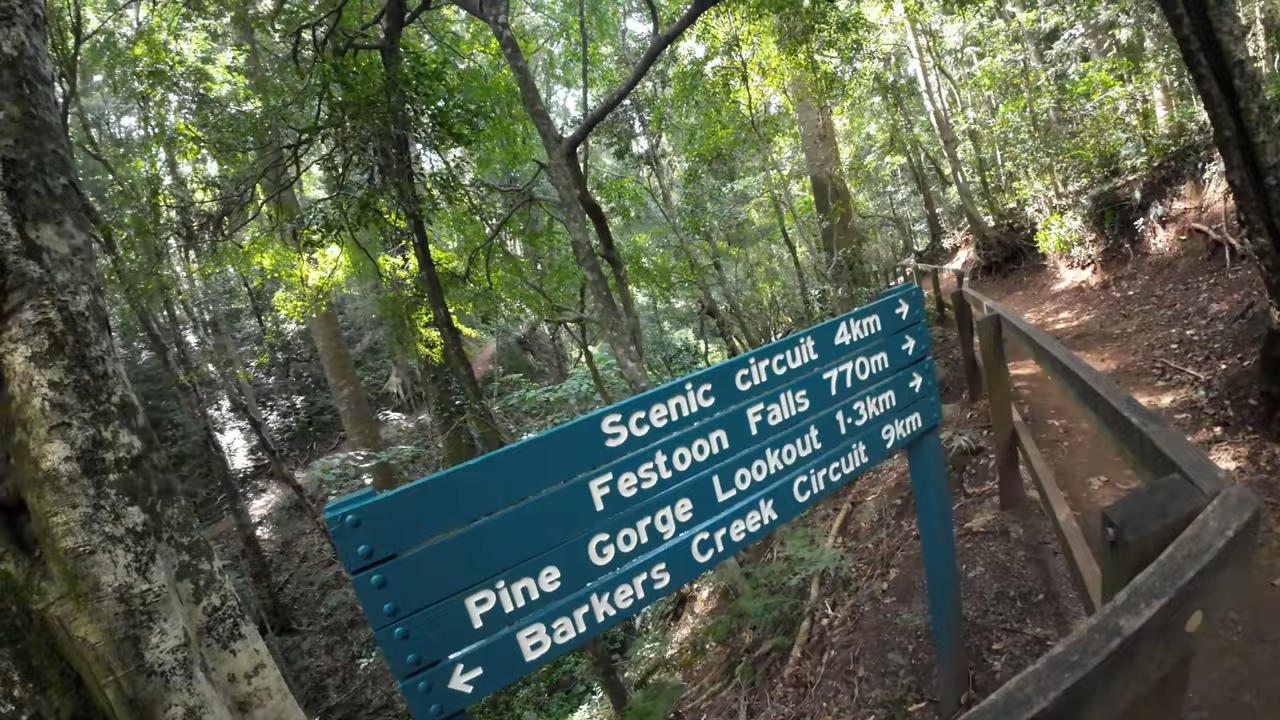 Scenic circuit 4km →
Festoon Falls 770m →
Pine Gorge Lookout 1·3km →
← Barkers Creek Circuit 9km